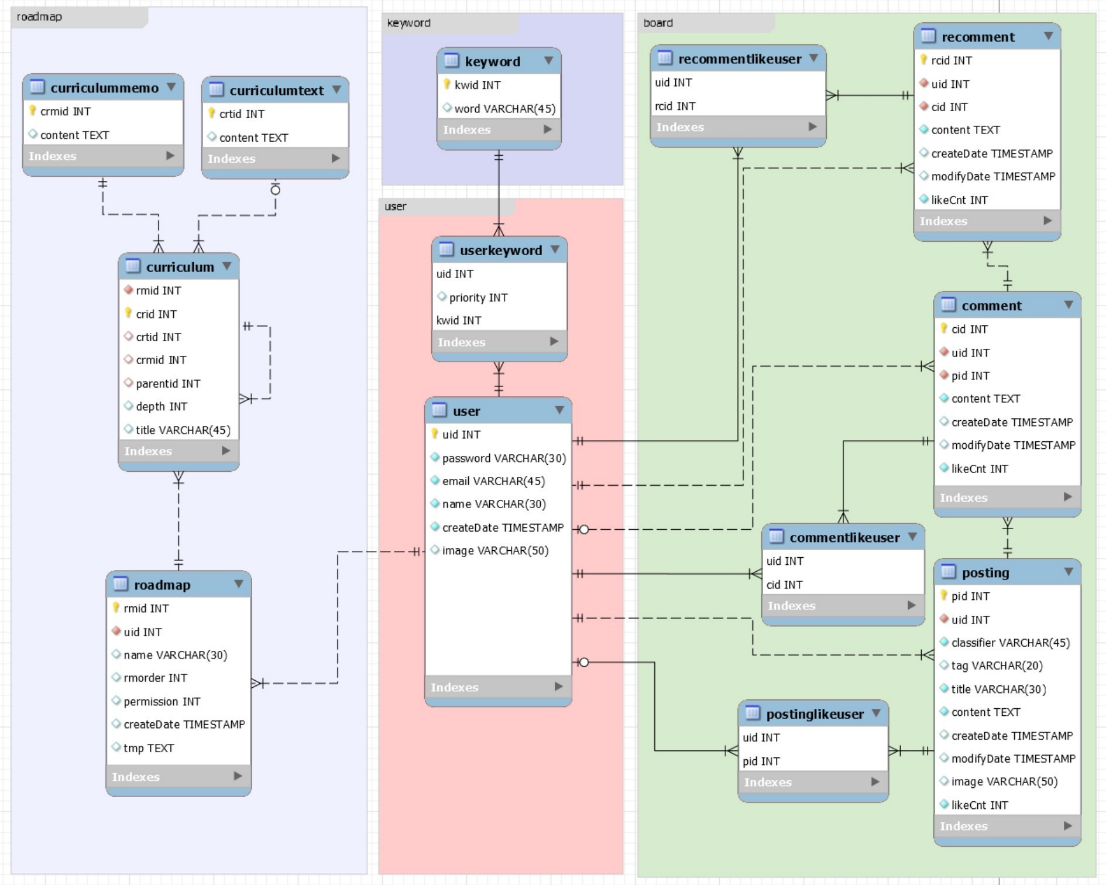 roadmap
curriculummemo
crmid INT
content TEXT
Indexes
curriculumtext
crtid INT
content TEXT
Indexes
curriculum
rmid INT
crid INT
crtid INT
crmid INT
parentid INT
depth INT
title VARCHAR(45)
Indexes
roadmap
rmid INT
uid INT
name VARCHAR(30)
rmorder INT
permission INT
createDate TIMESTAMP
tmp TEXT
Indexes
keyword
keyword
kwid INT
word VARCHAR(45)
Indexes
user
userkeyword
uid INT
priority INT
kwid INT
Indexes
user
uid INT
password VARCHAR(30)
email VARCHAR(45)
name VARCHAR(30)
createDate TIMESTAMP
image VARCHAR(50)
Indexes
board
recommentlikeuser
uid INT
rcid INT
Indexes
recomment
rcid INT
uid INT
cid INT
content TEXT
createDate TIMESTAMP
modifyDate TIMESTAMP
likeCnt INT
Indexes
comment
cid INT
uid INT
pid INT
content TEXT
createDate TIMESTAMP
modifyDate TIMESTAMP
likeCnt INT
Indexes
commentlikeuser
uid INT
cid INT
Indexes
posting
pid INT
uid INT
classifier VARCHAR(45)
tag VARCHAR(20)
title VARCHAR(30)
content TEXT
createDate TIMESTAMP
modifyDate TIMESTAMP
image VARCHAR(50)
likeCnt INT
Indexes
postinglikeuser
uid INT
pid INT
Indexes